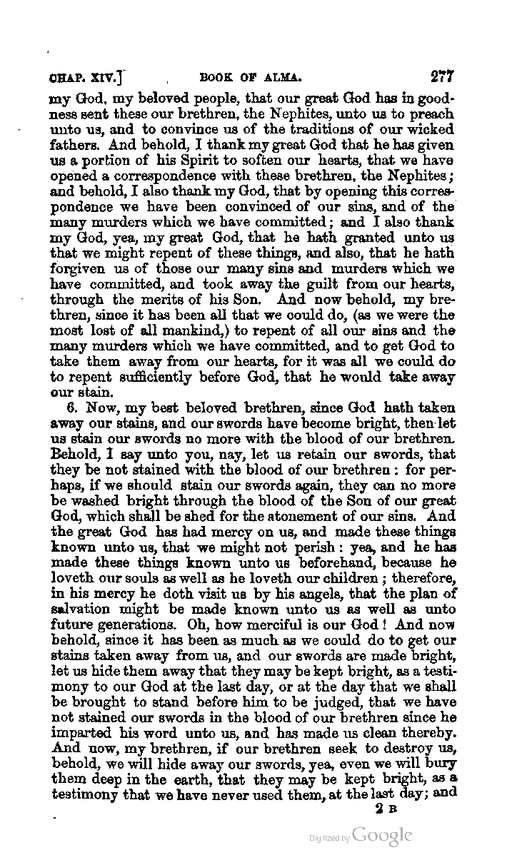 CHAP. XIV.] BOOK OF ALMA. 277
my God, my beloved people, that our great God has in good-
ness sent these our brethren, the Nephites, unto us to preach
unto us, and to convince us of the traditions of our wicked
fathers. And behold, I thank my great God that he has given
us a portion of his Spirit to soften our hearts, that we have
opened a correspondence with these brethren, the Nephites;
and behold, I also thank my God, that by opening this corres-
pondence we have been convinced of our sins, and of the
many murders which we have committed; and I also thank
my God, yea, my great God, that he hath granted unto us
that we might repent of these things, and also, that he hath
forgiven us of those our many sins and murders which we
have committed, and took away the guilt from our hearts,
through the merits of his Son. And now behold, my bre-
thren, since it has been all that we could do, (as we were the
most lost of all mankind,) to repent of all our sins and the
many murders which we have committed, and to get God to
take them away from our hearts, for it was all we could do
to repent sufficiently before God, that he would take away
our stain.
6. Now, my best beloved brethren, since God hath taken
away our stains, and our swords have become bright, then let
us stain our swords no more with the blood of our brethren.
Behold, I say unto you, nay, let us retain our swords, that
they be not stained with the blood of our brethren: for per-
haps, if we should stain our swords again, they can no more
be washed bright through the blood of the Son of our great
God, which shall be shed for the atonement of our sins. And
the great God has had mercy on us, and made these things
known unto us, that we might not perish: yea, and he has
made these things known unto us beforehand, because he
loveth our souls as well as he loveth our children; therefore,
in his mercy he doth visit us by his angels, that the plan of
salvation might be made known unto us as well as unto
future generations. Oh, how merciful is our God! And now
behold, since it has been as much as we could do to get our
stains taken away from us, and our swords are made bright,
let us hide them away that they may be kept bright, as a testi-
mony to our God at the last day, or at the day that we shall
be brought to stand before him to be judged, that we have
not stained our swords in the blood of our brethren since he
imparted his word unto us, and has made us clean thereby.
And now, my brethren, if our brethren seek to destroy us,
behold, we will hide away our swords, yea, even we will bury
them deep in the earth, that they may be kept bright, as a
testimony that we have never used them, at the last day; and
2 B
Digitized by Google